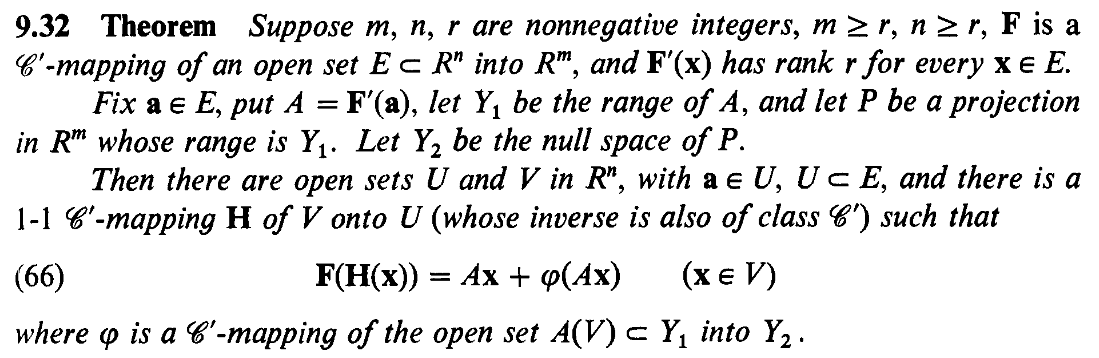 9.32 Theorem Suppose m, n, r are nonnegative integers, m ≥ r, n ≥ r, F is a
𝒞′-mapping of an open set E ⊂ Rⁿ into Rᵐ, and F′(x) has rank r for every x ∈ E.
Fix a ∈ E, put A = F′(a), let Y₁ be the range of A, and let P be a projection
in Rᵐ whose range is Y₁. Let Y₂ be the null space of P.
Then there are open sets U and V in Rⁿ, with a ∈ U, U ⊂ E, and there is a
1-1 𝒞′-mapping H of V onto U (whose inverse is also of class 𝒞′) such that
(66) F(H(x)) = Ax + φ(Ax) (x ∈ V)
where φ is a 𝒞′-mapping of the open set A(V) ⊂ Y₁ into Y₂.